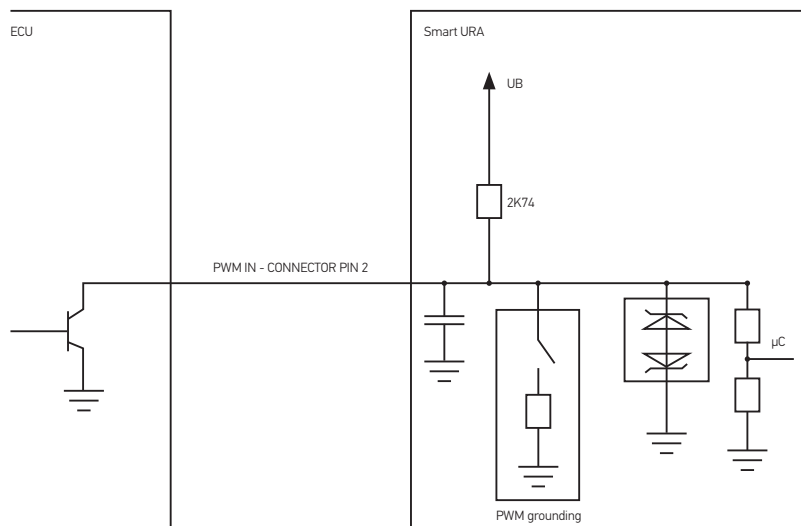 ECU
Smart URA
UB
2K74
PWM IN - CONNECTOR PIN 2
µC
PWM grounding